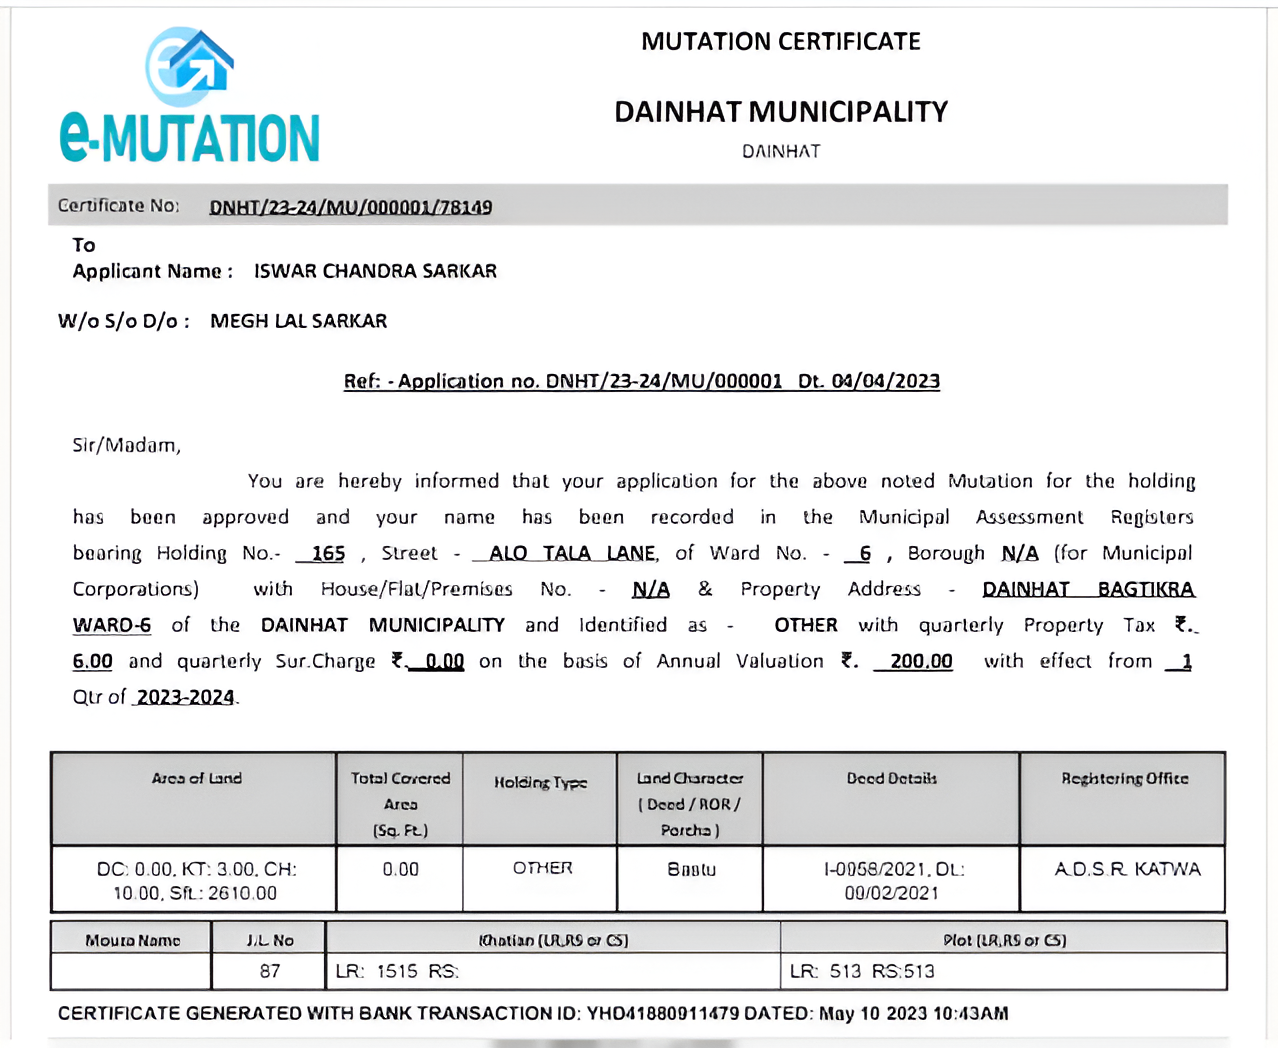 MUTATION CERTIFICATE
e-MUTATION
DAINHAT MUNICIPALITY
DAINHAT
Certificate No: DNHT/23-24/MU/000001/78149
To
Applicant Name : ISWAR CHANDRA SARKAR
W/o S/o D/o : MEGH LAL SARKAR
Ref: - Application no. DNHT/23-24/MU/000001 Dt. 04/04/2023
Sir/Madam,
You are hereby informed that your application for the above noted Mutation for the holding
has been approved and your name has been recorded in the Municipal Assessment Registers
bearing Holding No.- 165 , Street - ALO TALA LANE, of Ward No. - 6 , Borough N/A (for Municipal
Corporations) with House/Flat/Premises No. - N/A & Property Address - DAINHAT BAGTIKRA
WARD-6 of the DAINHAT MUNICIPALITY and identified as - OTHER with quarterly Property Tax ₹.
6.00 and quarterly Sur.Charge ₹. 0.00 on the basis of Annual Valuation ₹. 200.00 with effect from 1
Qtr of 2023-2024.
Area of Land Total Covered Area (Sq. Ft.) Holding Type Land Character ( Deed / ROR / Porcha ) Deed Details Registering Office
DC: 0.00, KT: 3.00, CH: 10.00, Sft.: 2610.00 0.00 OTHER Bastu I-0958/2021, DL: 09/02/2021 A.D.S.R. KATWA
Mouza Name J.L. No Khatian (LR,RS or CS) Plot (LR,RS or CS)
87 LR: 1515 RS: LR: 513 RS:513
CERTIFICATE GENERATED WITH BANK TRANSACTION ID: YHD41880911479 DATED: May 10 2023 10:43AM